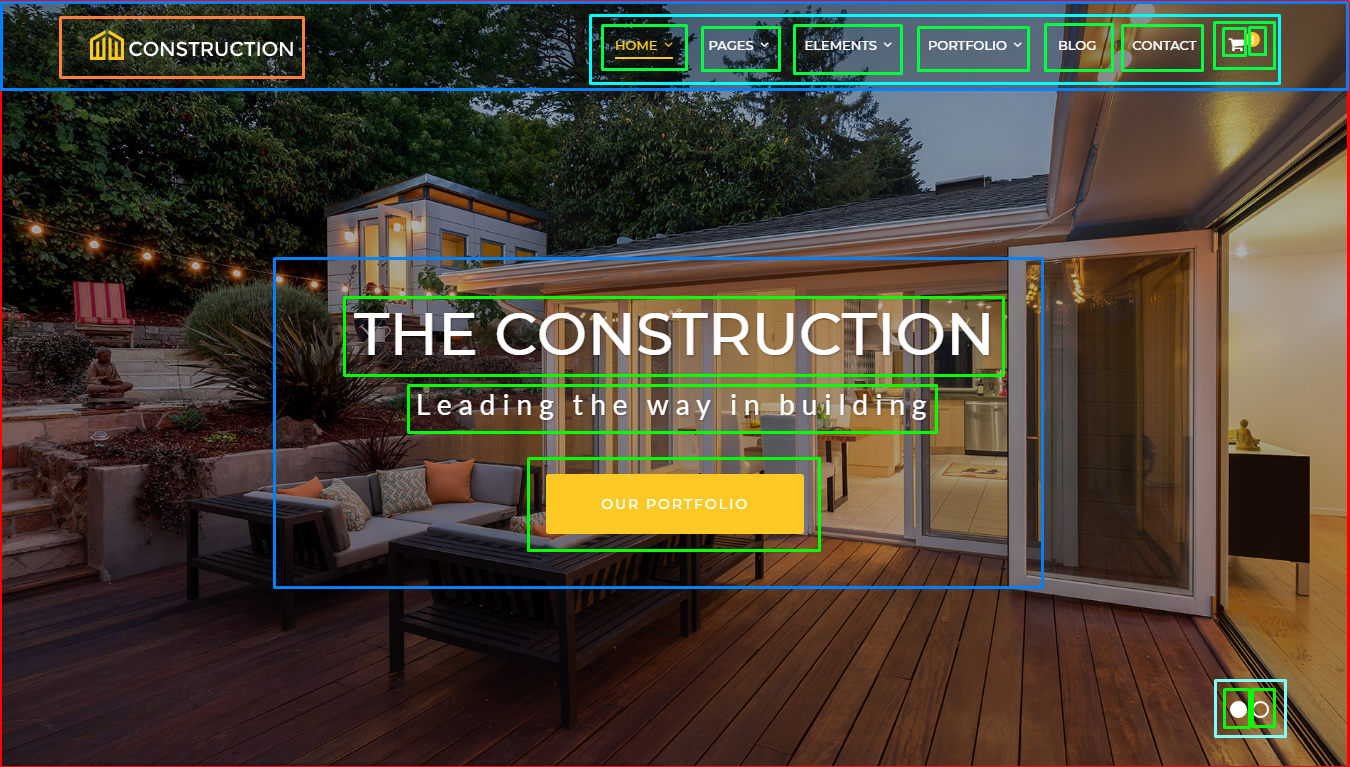 CONSTRUCTION
HOME PAGES ELEMENTS PORTFOLIO BLOG CONTACT
THE CONSTRUCTION
Leading the way in building
OUR PORTFOLIO